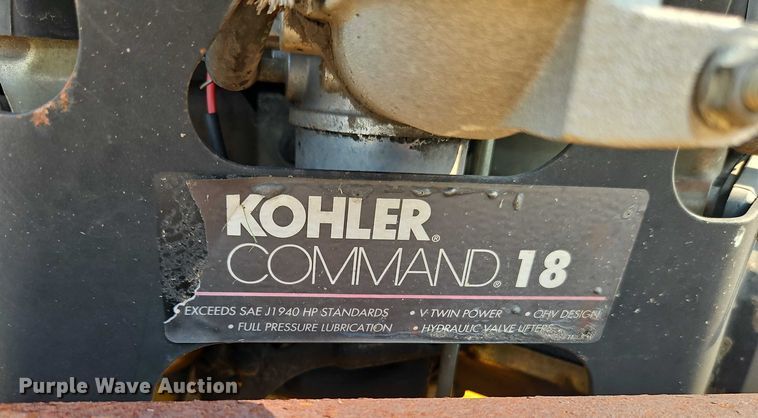 KOHLER®
COMMAND® 18
EXCEEDS SAE J1940 HP STANDARDS • V-TWIN POWER • OHV DESIGN
• FULL PRESSURE LUBRICATION • HYDRAULIC VALVE LIFTERS
Purple Wave Auction